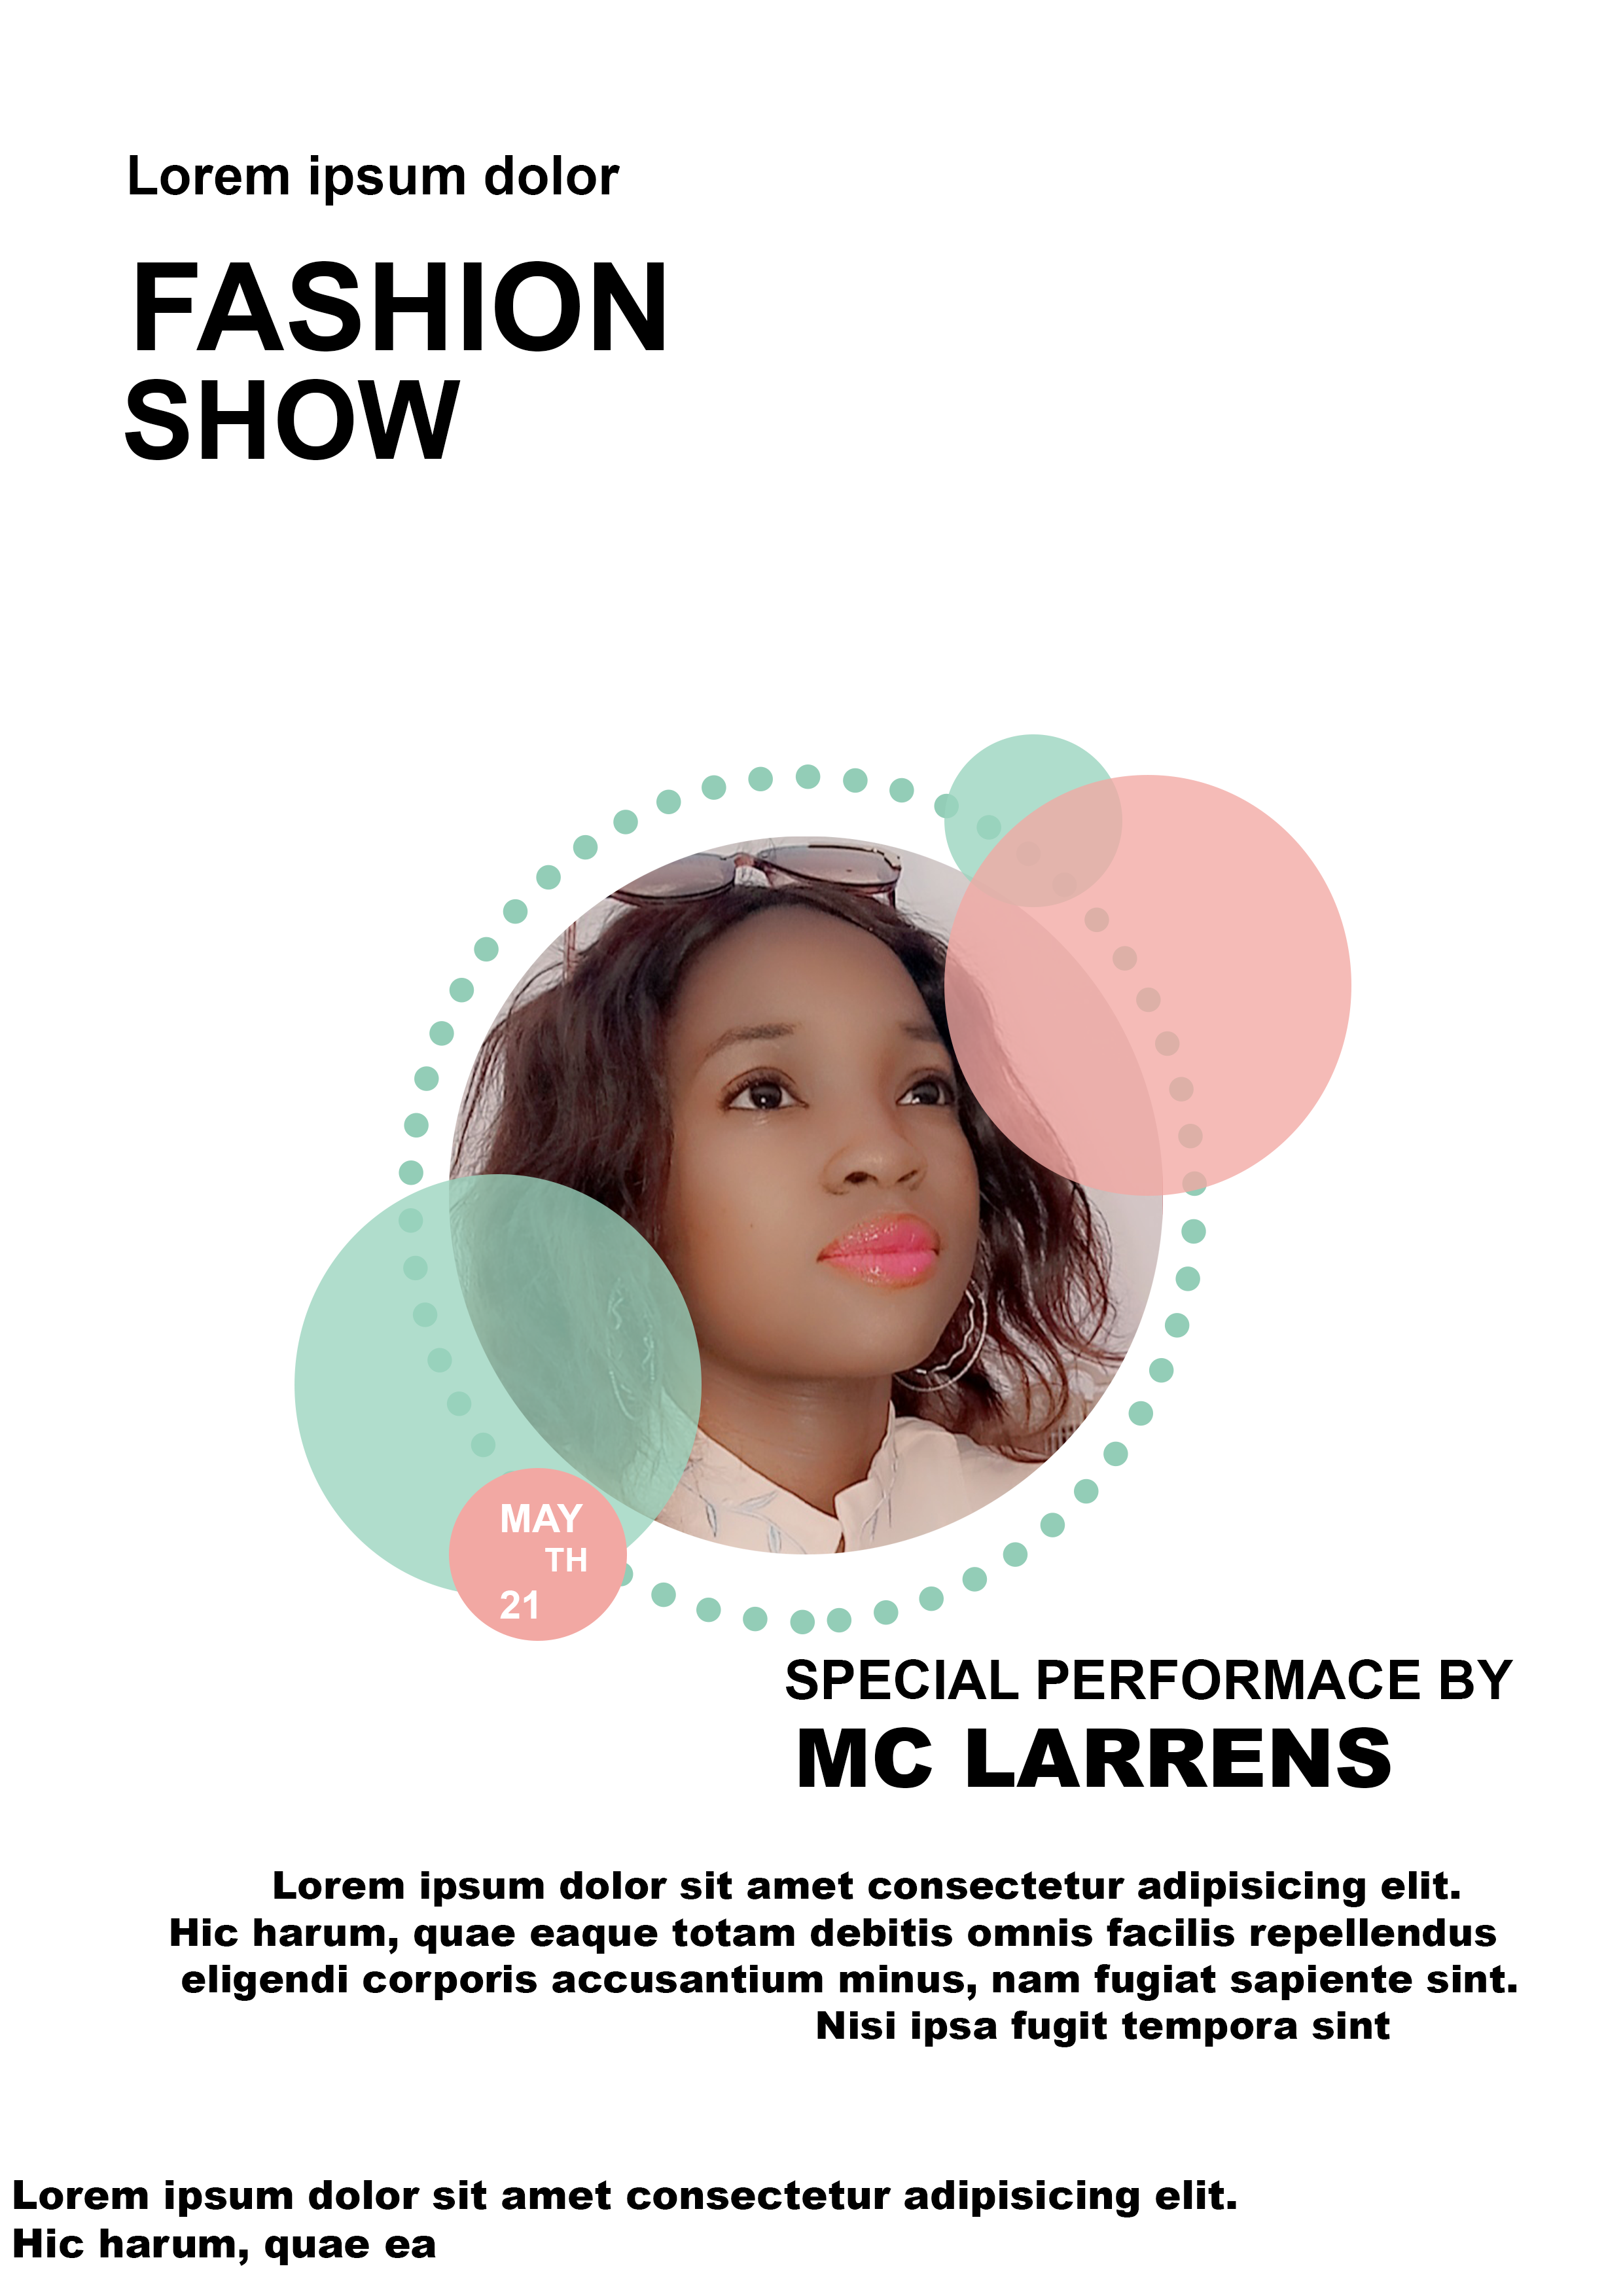 Lorem ipsum dolor
FASHION
SHOW
MAY
TH
21
SPECIAL PERFORMACE BY
MC LARRENS
Lorem ipsum dolor sit amet consectetur adipisicing elit.
Hic harum, quae eaque totam debitis omnis facilis repellendus
eligendi corporis accusantium minus, nam fugiat sapiente sint.
Nisi ipsa fugit tempora sint
Lorem ipsum dolor sit amet consectetur adipisicing elit.
Hic harum, quae ea